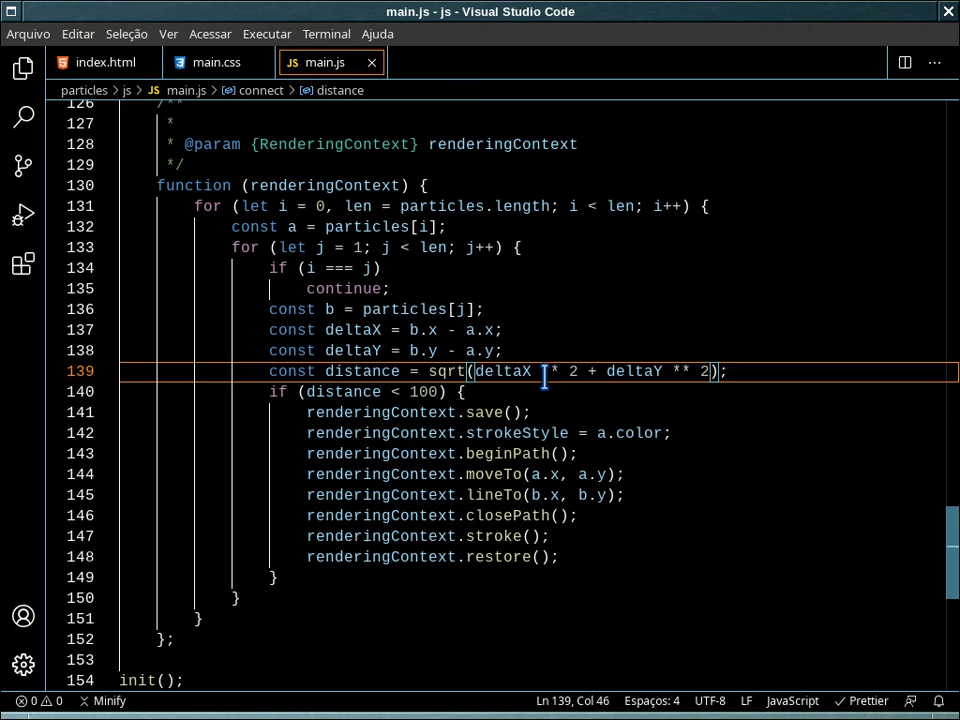 main.js - js - Visual Studio Code
Arquivo Editar Seleção Ver Acessar Executar Terminal Ajuda
index.html main.css JS main.js
particles > js > JS main.js > connect > distance
126 /**
127 *
128 * @param {RenderingContext} renderingContext
129 */
130 function (renderingContext) {
131 for (let i = 0, len = particles.length; i < len; i++) {
132 const a = particles[i];
133 for (let j = 1; j < len; j++) {
134 if (i === j)
135 continue;
136 const b = particles[j];
137 const deltaX = b.x - a.x;
138 const deltaY = b.y - a.y;
139 const distance = sqrt(deltaX ** 2 + deltaY ** 2);
140 if (distance < 100) {
141 renderingContext.save();
142 renderingContext.strokeStyle = a.color;
143 renderingContext.beginPath();
144 renderingContext.moveTo(a.x, a.y);
145 renderingContext.lineTo(b.x, b.y);
146 renderingContext.closePath();
147 renderingContext.stroke();
148 renderingContext.restore();
149 }
150 }
151 }
152 };
153
154 init();
0 0 Minify Ln 139, Col 46 Espaços: 4 UTF-8 LF JavaScript Prettier